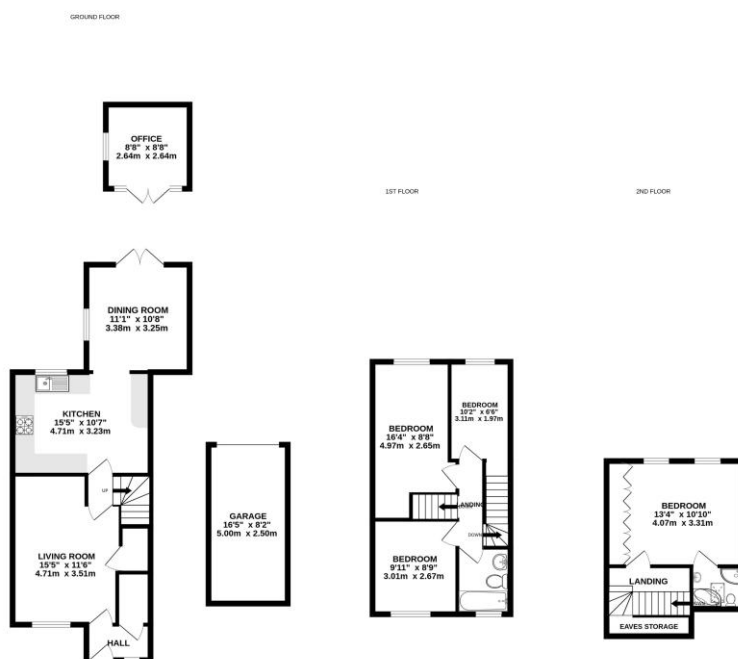 GROUND FLOOR
OFFICE
8'8" x 8'8"
2.64m x 2.64m
DINING ROOM
11'1" x 10'8"
3.38m x 3.25m
KITCHEN
15'5" x 10'7"
4.71m x 3.23m
UP
LIVING ROOM
15'5" x 11'6"
4.71m x 3.51m
HALL
GARAGE
16'5" x 8'2"
5.00m x 2.50m
1ST FLOOR
BEDROOM
10'2" x 6'6"
3.11m x 1.97m
BEDROOM
16'4" x 8'8"
4.97m x 2.65m
DOWN
BEDROOM
9'11" x 8'9"
3.01m x 2.67m
2ND FLOOR
BEDROOM
13'4" x 10'10"
4.07m x 3.31m
LANDING
EAVES STORAGE